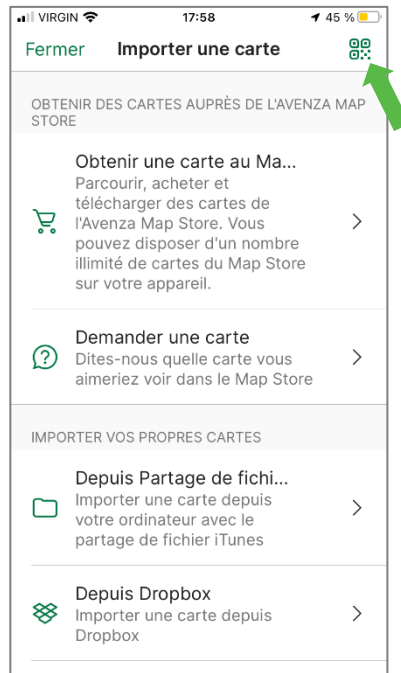 VIRGIN 17:58 45 %
Fermer Importer une carte
OBTENIR DES CARTES AUPRÈS DE L'AVENZA MAP
STORE
Obtenir une carte au Ma...
Parcourir, acheter et
télécharger des cartes de
l'Avenza Map Store. Vous
pouvez disposer d'un nombre
illimité de cartes du Map Store
sur votre appareil.
Demander une carte
Dites-nous quelle carte vous
aimeriez voir dans le Map Store
IMPORTER VOS PROPRES CARTES
Depuis Partage de fichi...
Importer une carte depuis
votre ordinateur avec le
partage de fichier iTunes
Depuis Dropbox
Importer une carte depuis
Dropbox